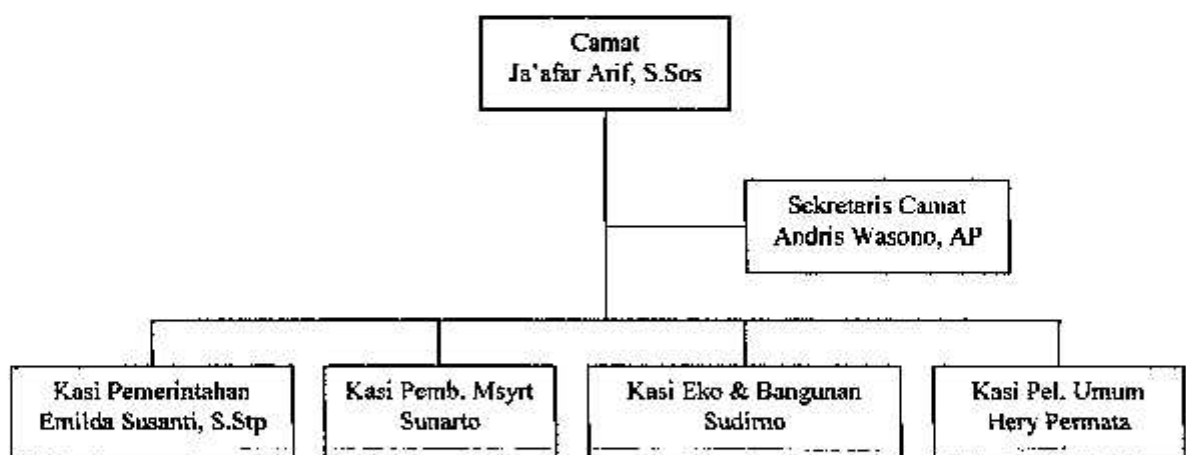 Camat
Ja'afar Arif, S.Sos
Sekretaris Camat
Andris Wasono, AP
Kasi Pemerintahan
Emilda Susanti, S.Stp
Kasi Pemb. Msyrt
Sunarto
Kasi Eko & Bangunan
Sudirno
Kasi Pel. Umum
Hery Permata